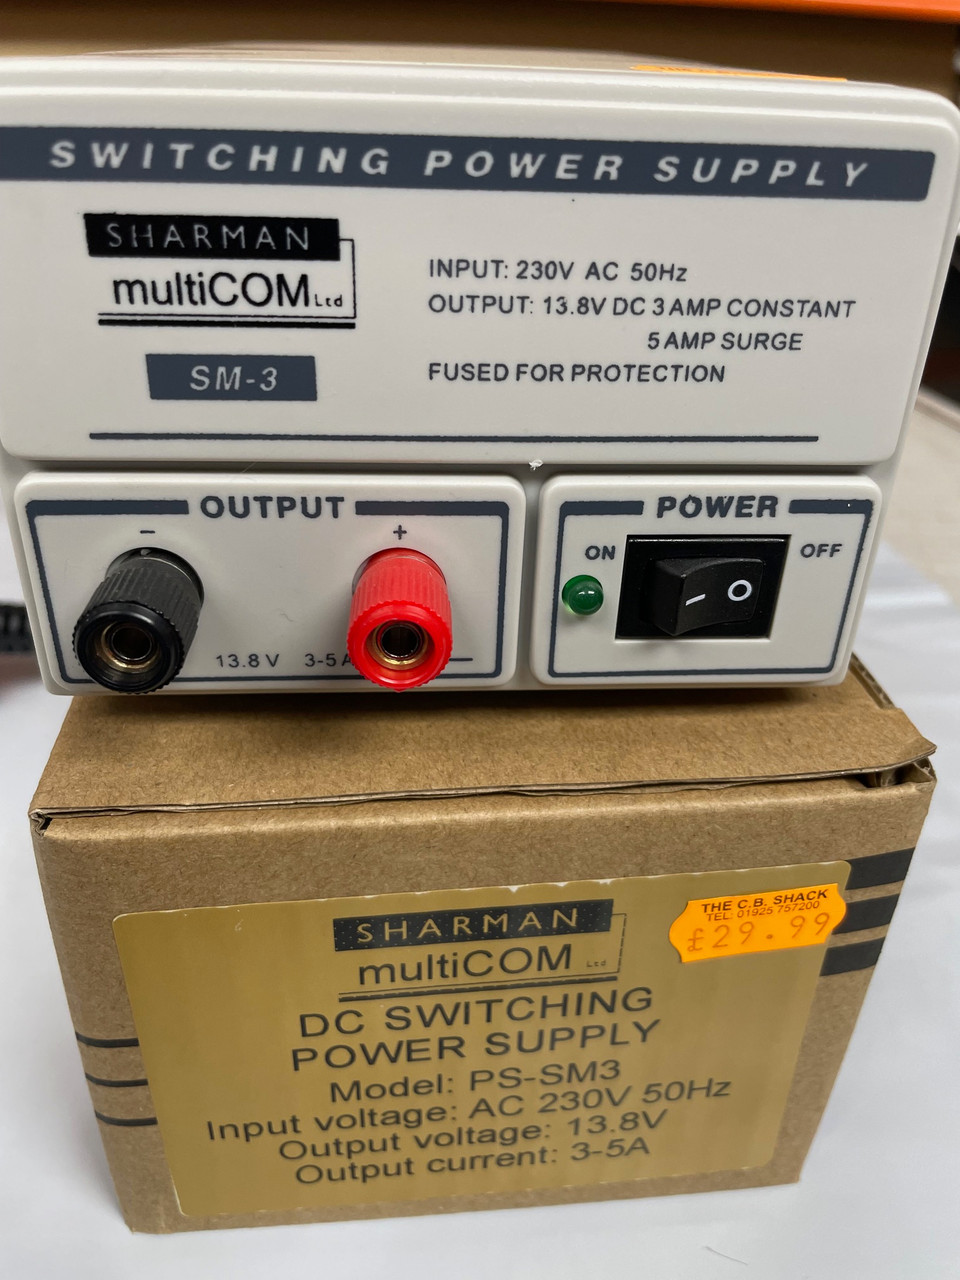 SWITCHING POWER SUPPLY
SHARMAN
multiCOM Ltd
SM-3
INPUT: 230V AC 50Hz
OUTPUT: 13.8V DC 3 AMP CONSTANT
5 AMP SURGE
FUSED FOR PROTECTION
OUTPUT
- +
13.8V 3-5A
POWER
ON OFF
THE C.B. SHACK
TEL: 01925 757200
£29.99
SHARMAN
multiCOM Ltd
DC SWITCHING
POWER SUPPLY
Model: PS-SM3
Input voltage: AC 230V 50Hz
Output voltage: 13.8V
Output current: 3-5A